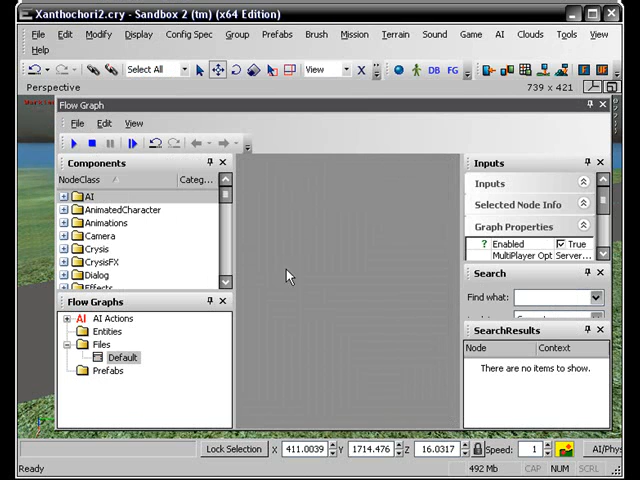 Xanthochori2.cry - Sandbox 2 (tm) (x64 Edition)
File Edit Modify Display Config Spec Group Prefabs Brush Mission Terrain Sound Game AI Clouds Tools View
Help
Select All View X DB FG
Perspective 739 x 421
Flow Graph
File Edit View
Components Inputs
NodeClass Categ...
AI
AnimatedCharacter
Animations
Camera
Crysis
CrysisFX
Dialog
Effects
Inputs
Selected Node Info
Graph Properties
? Enabled True
MultiPlayer Opt Server...
Flow Graphs
AI AI Actions
Entities
Files
Default
Prefabs
Search
Find what:
SearchResults
Node Context
There are no items to show.
Lock Selection X 411.0039 Y 1714.476 Z 16.0317 Speed: 1 AI/Phys
Ready 492 Mb CAP NUM SCRL